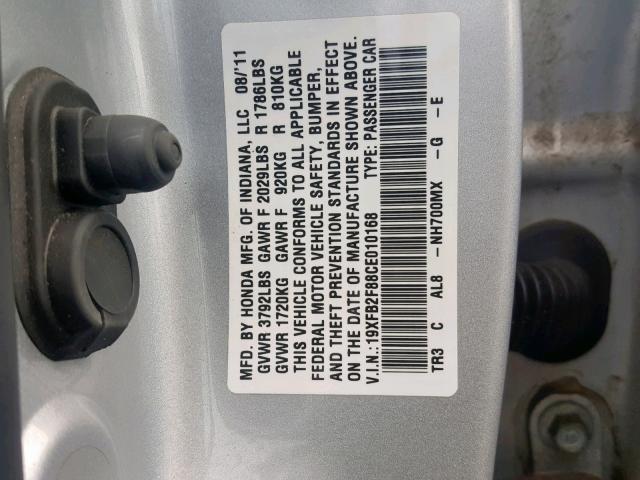 MFD. BY HONDA MFG. OF INDIANA, LLC 08/'11
GVWR 3792LBS GAWR F 2029LBS R 1786LBS
GVWR 1720KG GAWR F 920KG R 810KG
THIS VEHICLE CONFORMS TO ALL APPLICABLE
FEDERAL MOTOR VEHICLE SAFETY, BUMPER,
AND THEFT PREVENTION STANDARDS IN EFFECT
ON THE DATE OF MANUFACTURE SHOWN ABOVE.
V.I.N.:19XFB2F88CE010168 TYPE: PASSENGER CAR
TR3 C AL8 -NH700MX -G -E